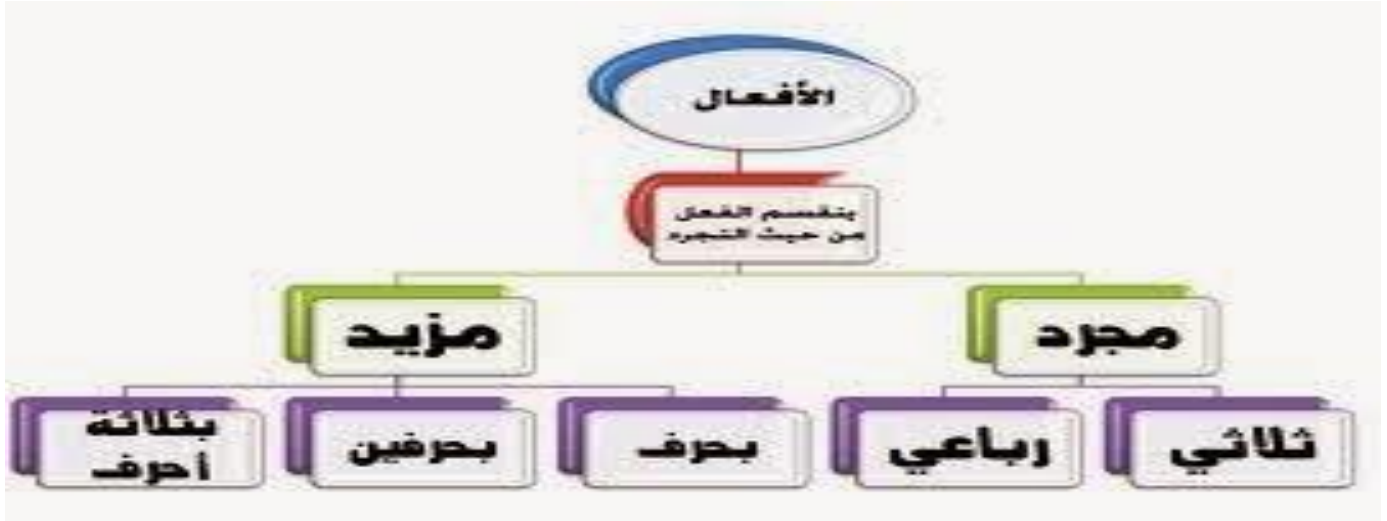 الأفعال
ينقسم الفعل
من حيث التجرد
مجرد
مزيد
ثلاثي
رباعي
بحرف
بحرفين
بثلاثة
أحرف